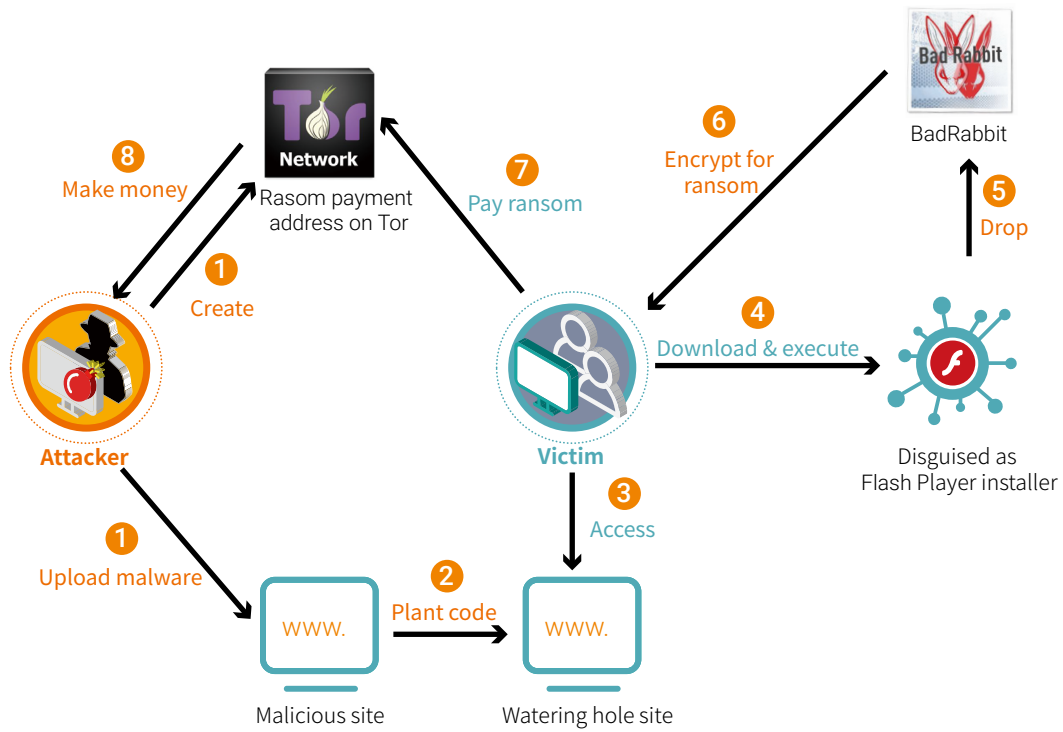 Tor
Network
Rasom payment
address on Tor
8
Make money
1
Create
7
Pay ransom
6
Encrypt for
ransom
Bad Rabbit
BadRabbit
5
Drop
4
Download & execute
Disguised as
Flash Player installer
Attacker
Victim
1
Upload malware
3
Access
2
Plant code
www.
www.
Malicious site
Watering hole site